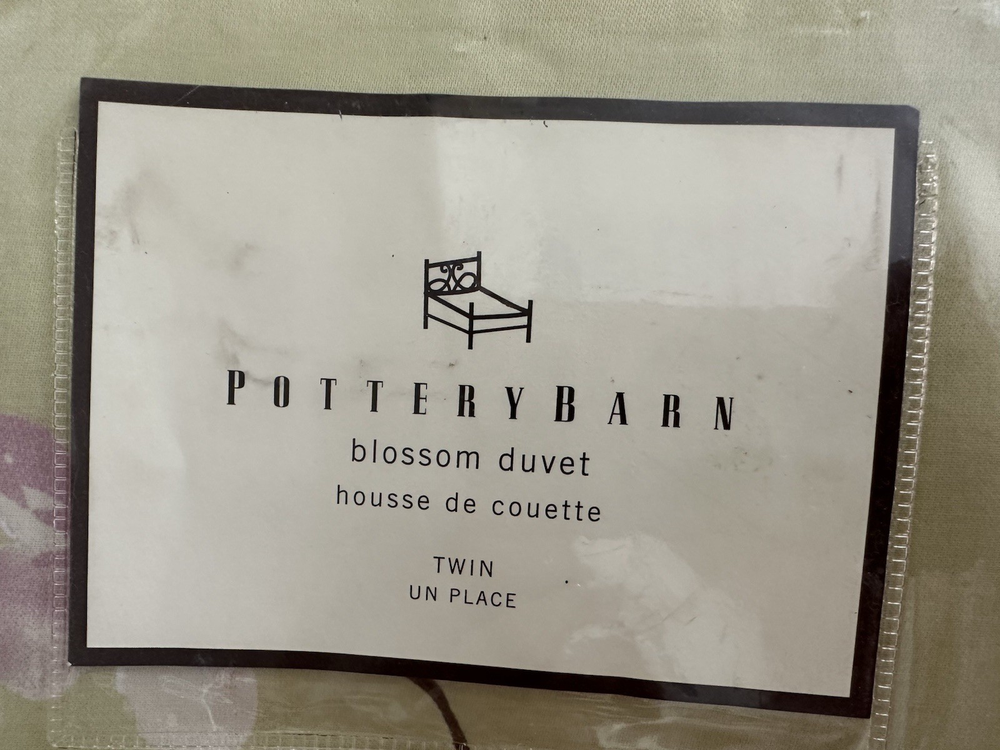 POTTERYBARN
blossom duvet
housse de couette
TWIN
UN PLACE